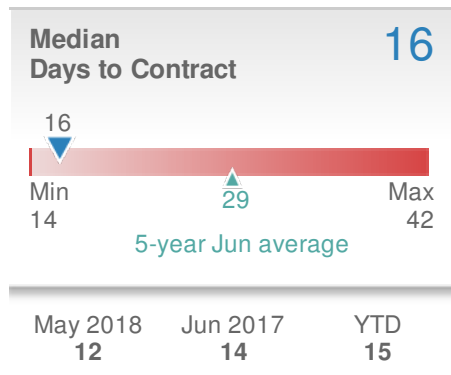 Median
Days to Contract
16
16
Min
14
29
Max
42
5-year Jun average
May 2018 Jun 2017 YTD
12 14 15